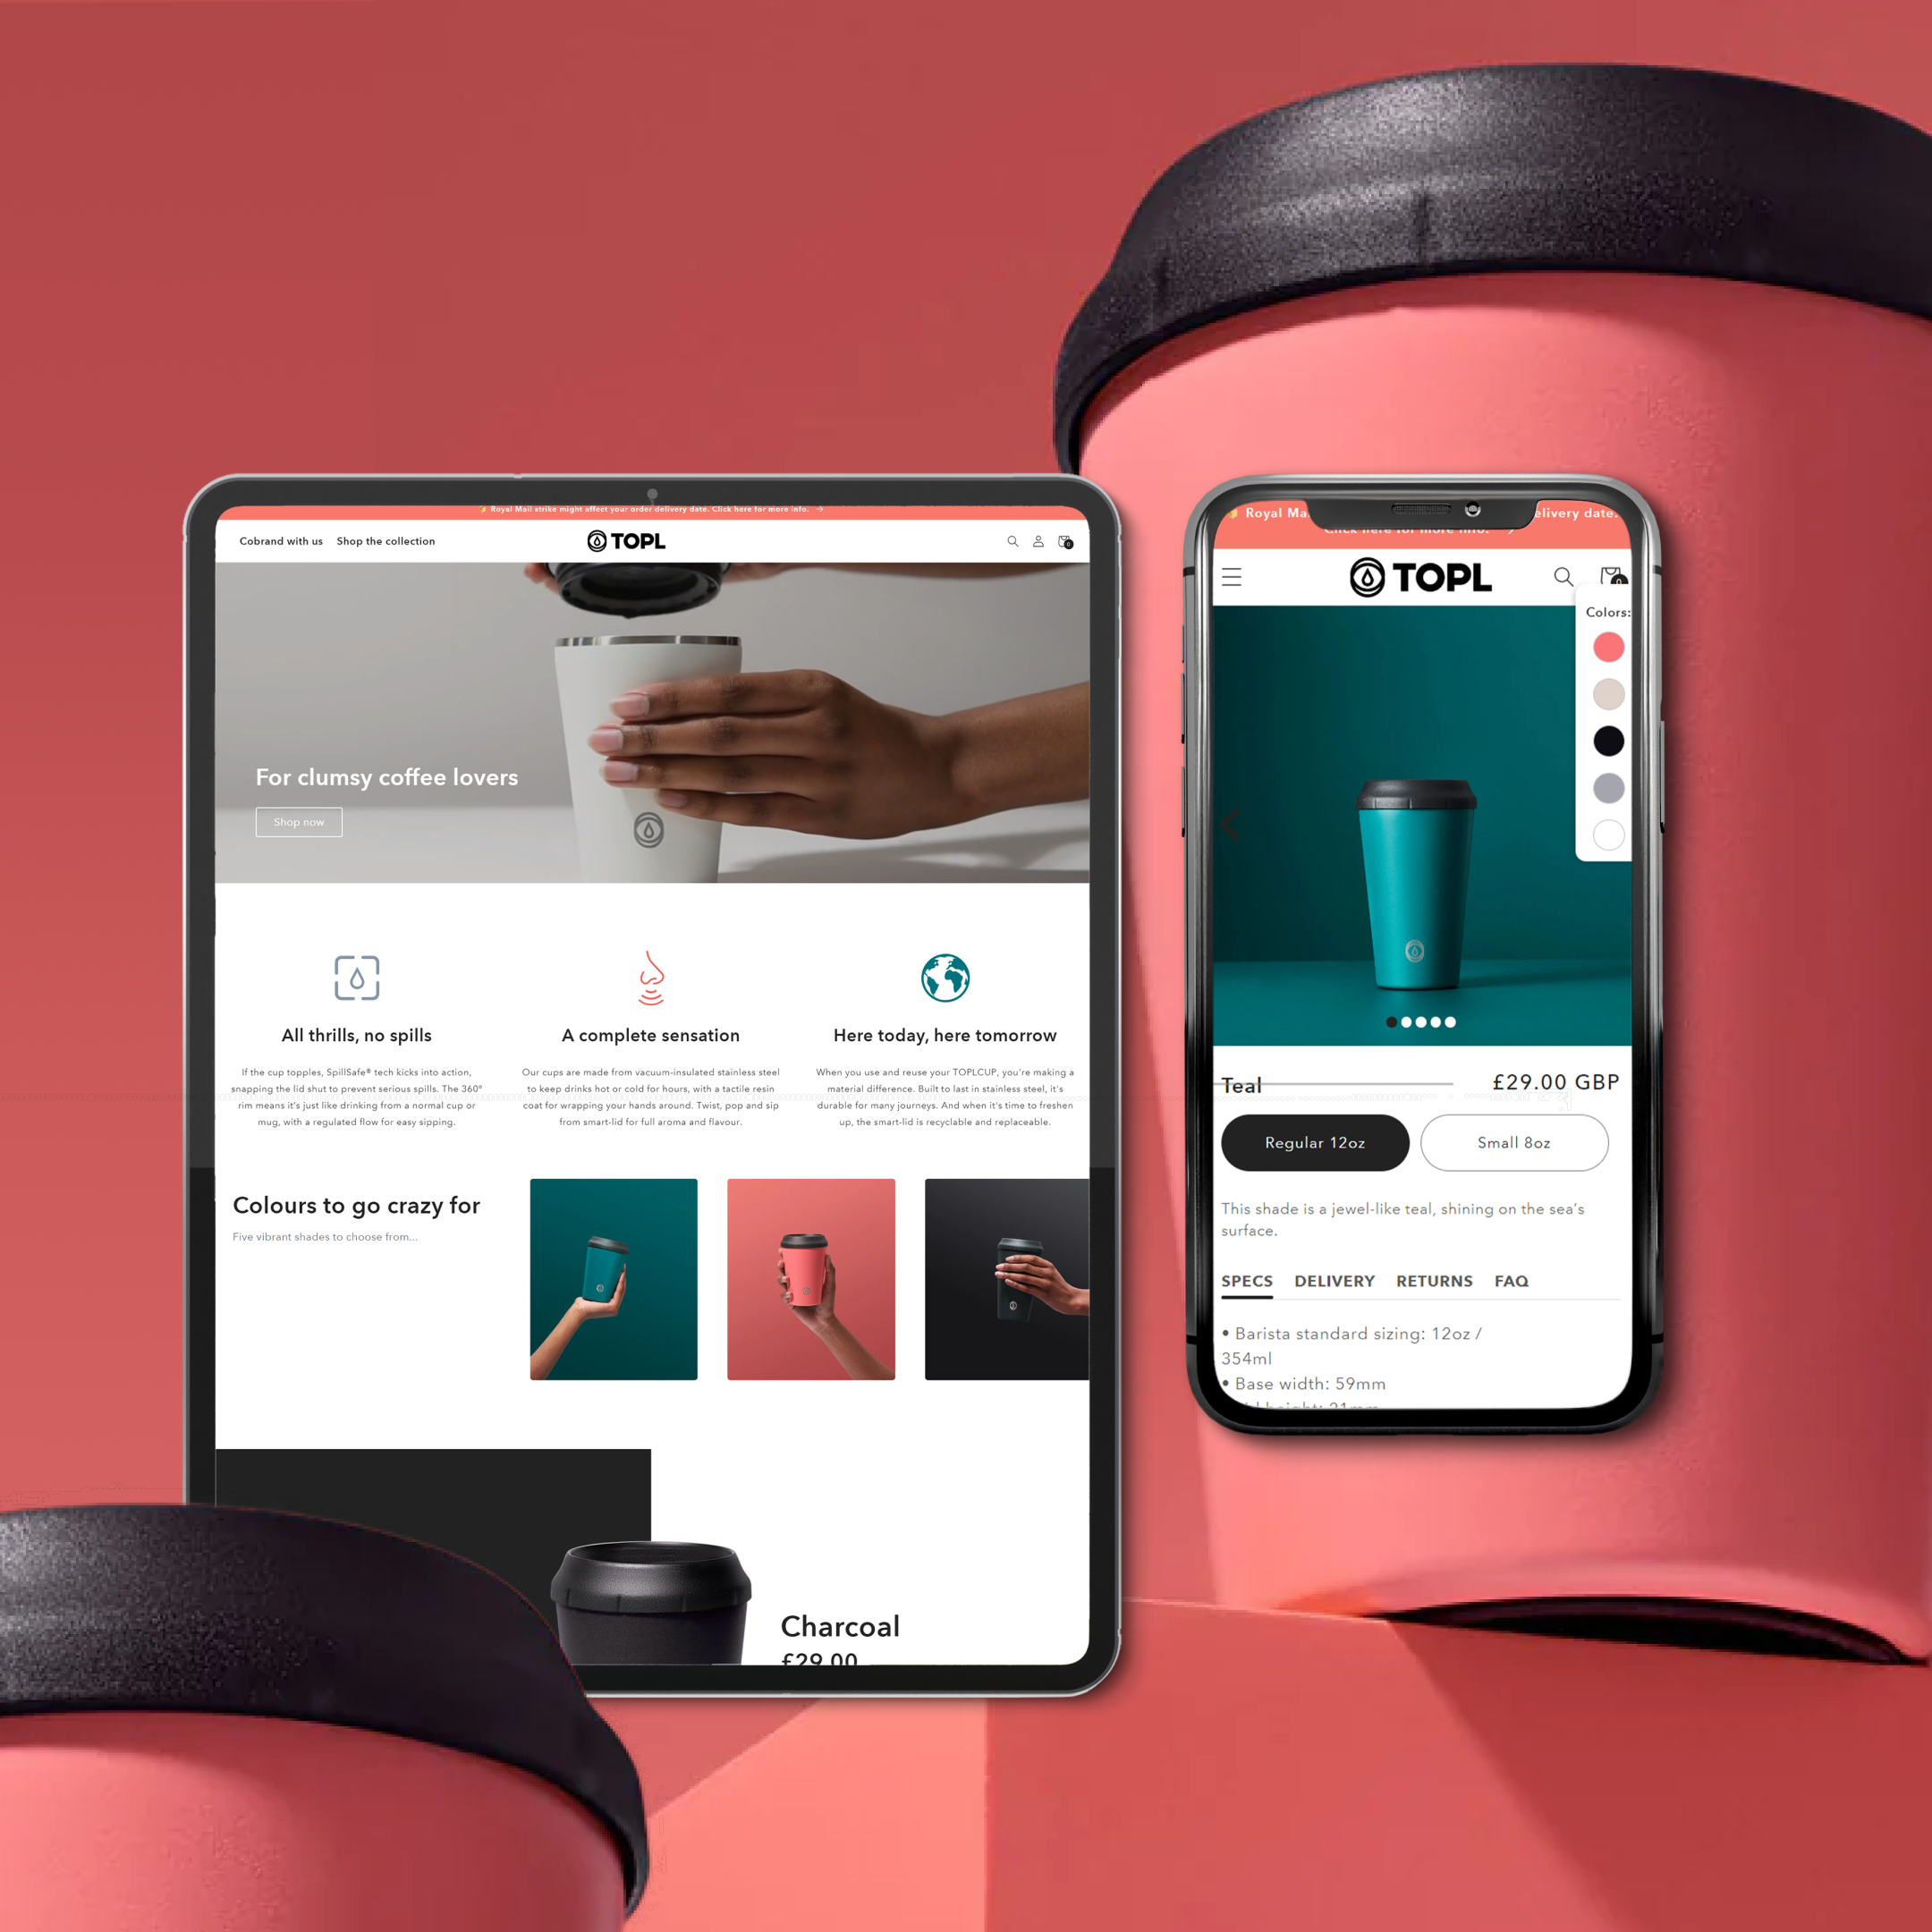 Royal Mail strike might affect your order delivery date. Click here for more info. →
Cobrand with us Shop the collection
TOPL
0
For clumsy coffee lovers
Shop now
All thrills, no spills
If the cup topples, SpillSafe® tech kicks into action,
snapping the lid shut to prevent serious spills. The 360°
rim means it's just like drinking from a normal cup or
mug, with a regulated flow for easy sipping.
A complete sensation
Our cups are made from vacuum-insulated stainless steel
to keep drinks hot or cold for hours, with a tactile resin
coat for wrapping your hands around. Twist, pop and sip
from smart-lid for full aroma and flavour.
Here today, here tomorrow
When you use and reuse your TOPLCUP, you're making a
material difference. Built to last in stainless steel, it's
durable for many journeys. And when it's time to freshen
up, the smart-lid is recyclable and replaceable.
Colours to go crazy for
Five vibrant shades to choose from...
Charcoal
£29.00
Royal elivery date.
Click here for more info. →
TOPL
Colors:
Teal
£29.00 GBP
Regular 12oz
Small 8oz
This shade is a jewel-like teal, shining on the sea's
surface.
SPECS DELIVERY RETURNS FAQ
• Barista standard sizing: 12oz /
354ml
• Base width: 59mm
height: 21mm